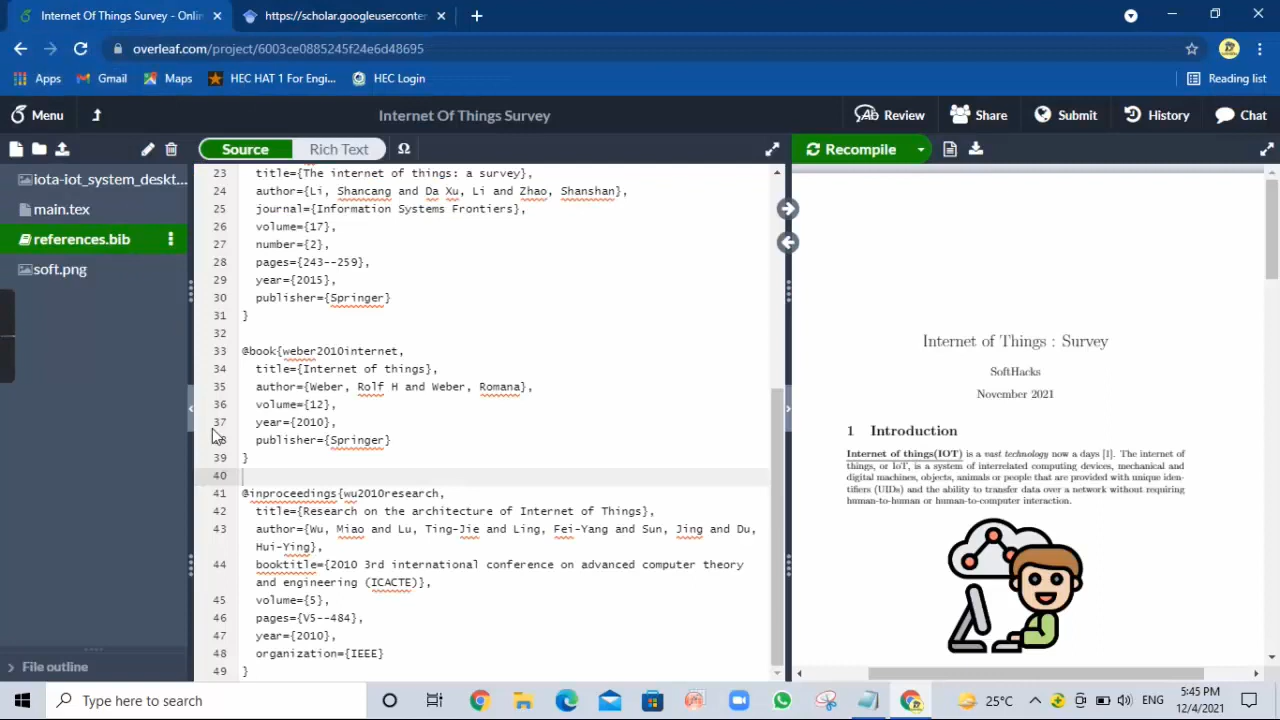 Internet Of Things Survey - Onli
https://scholar.googleuserconte
overleaf.com/project/6003ce0885245f24e6d48695
Apps
Gmail
Maps
HEC HAT 1 For Engi...
HEC Login
Reading list
Menu
Internet Of Things Survey
Review
Share
Submit
History
Chat
Source
Rich Text
Ω
Recompile
iota-iot_system_deskt...
main.tex
references.bib
soft.png
File outline
23 title={The internet of things: a survey},
24 author={Li, Shancang and Da Xu, Li and Zhao, Shanshan},
25 journal={Information Systems Frontiers},
26 volume={17},
27 number={2},
28 pages={243--259},
29 year={2015},
30 publisher={Springer}
31 }
32
33 @book{weber2010internet,
34 title={Internet of things},
35 author={Weber, Rolf H and Weber, Romana},
36 volume={12},
37 year={2010},
publisher={Springer}
39 }
40
41 @inproceedings{wu2010research,
42 title={Research on the architecture of Internet of Things},
43 author={Wu, Miao and Lu, Ting-Jie and Ling, Fei-Yang and Sun, Jing and Du,
Hui-Ying},
44 booktitle={2010 3rd international conference on advanced computer theory
and engineering (ICACTE)},
45 volume={5},
46 pages={V5--484},
47 year={2010},
48 organization={IEEE}
49 }
Internet of Things : Survey
SoftHacks
November 2021
1 Introduction
Internet of things(IOT) is a vast technology now a days [1]. The internet of
things, or IoT, is a system of interrelated computing devices, mechanical and
digital machines, objects, animals or people that are provided with unique iden-
tifiers (UIDs) and the ability to transfer data over a network without requiring
human-to-human or human-to-computer interaction.
Type here to search
25°C
ENG
5:45 PM
12/4/2021